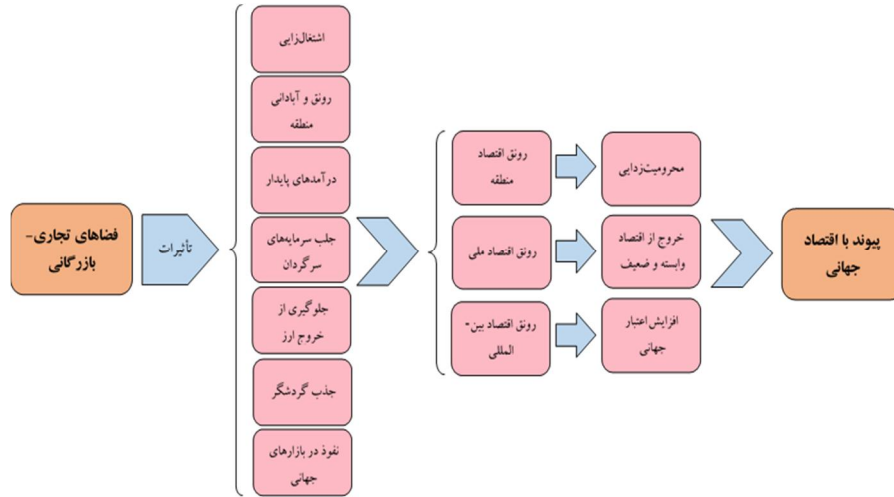 فضاهای تجاری-
بازرگانی
تأثیرات
اشتغال‌زایی
رونق و آبادانی
منطقه
درآمدهای پایدار
جلب سرمایه‌های
سرگردان
جلوگیری از
خروج ارز
جذب گردشگر
نفوذ در بازارهای
جهانی
رونق اقتصاد
منطقه
رونق اقتصاد ملی
رونق اقتصاد بین-
المللی
محرومیت‌زدایی
خروج از اقتصاد
وابسته و ضعیف
افزایش اعتبار
جهانی
پیوند با اقتصاد
جهانی